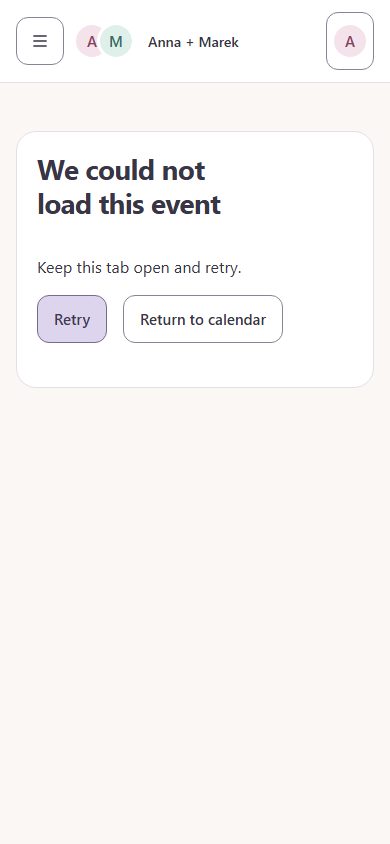 A M Anna + Marek A
We could not
load this event
Keep this tab open and retry.
Retry Return to calendar